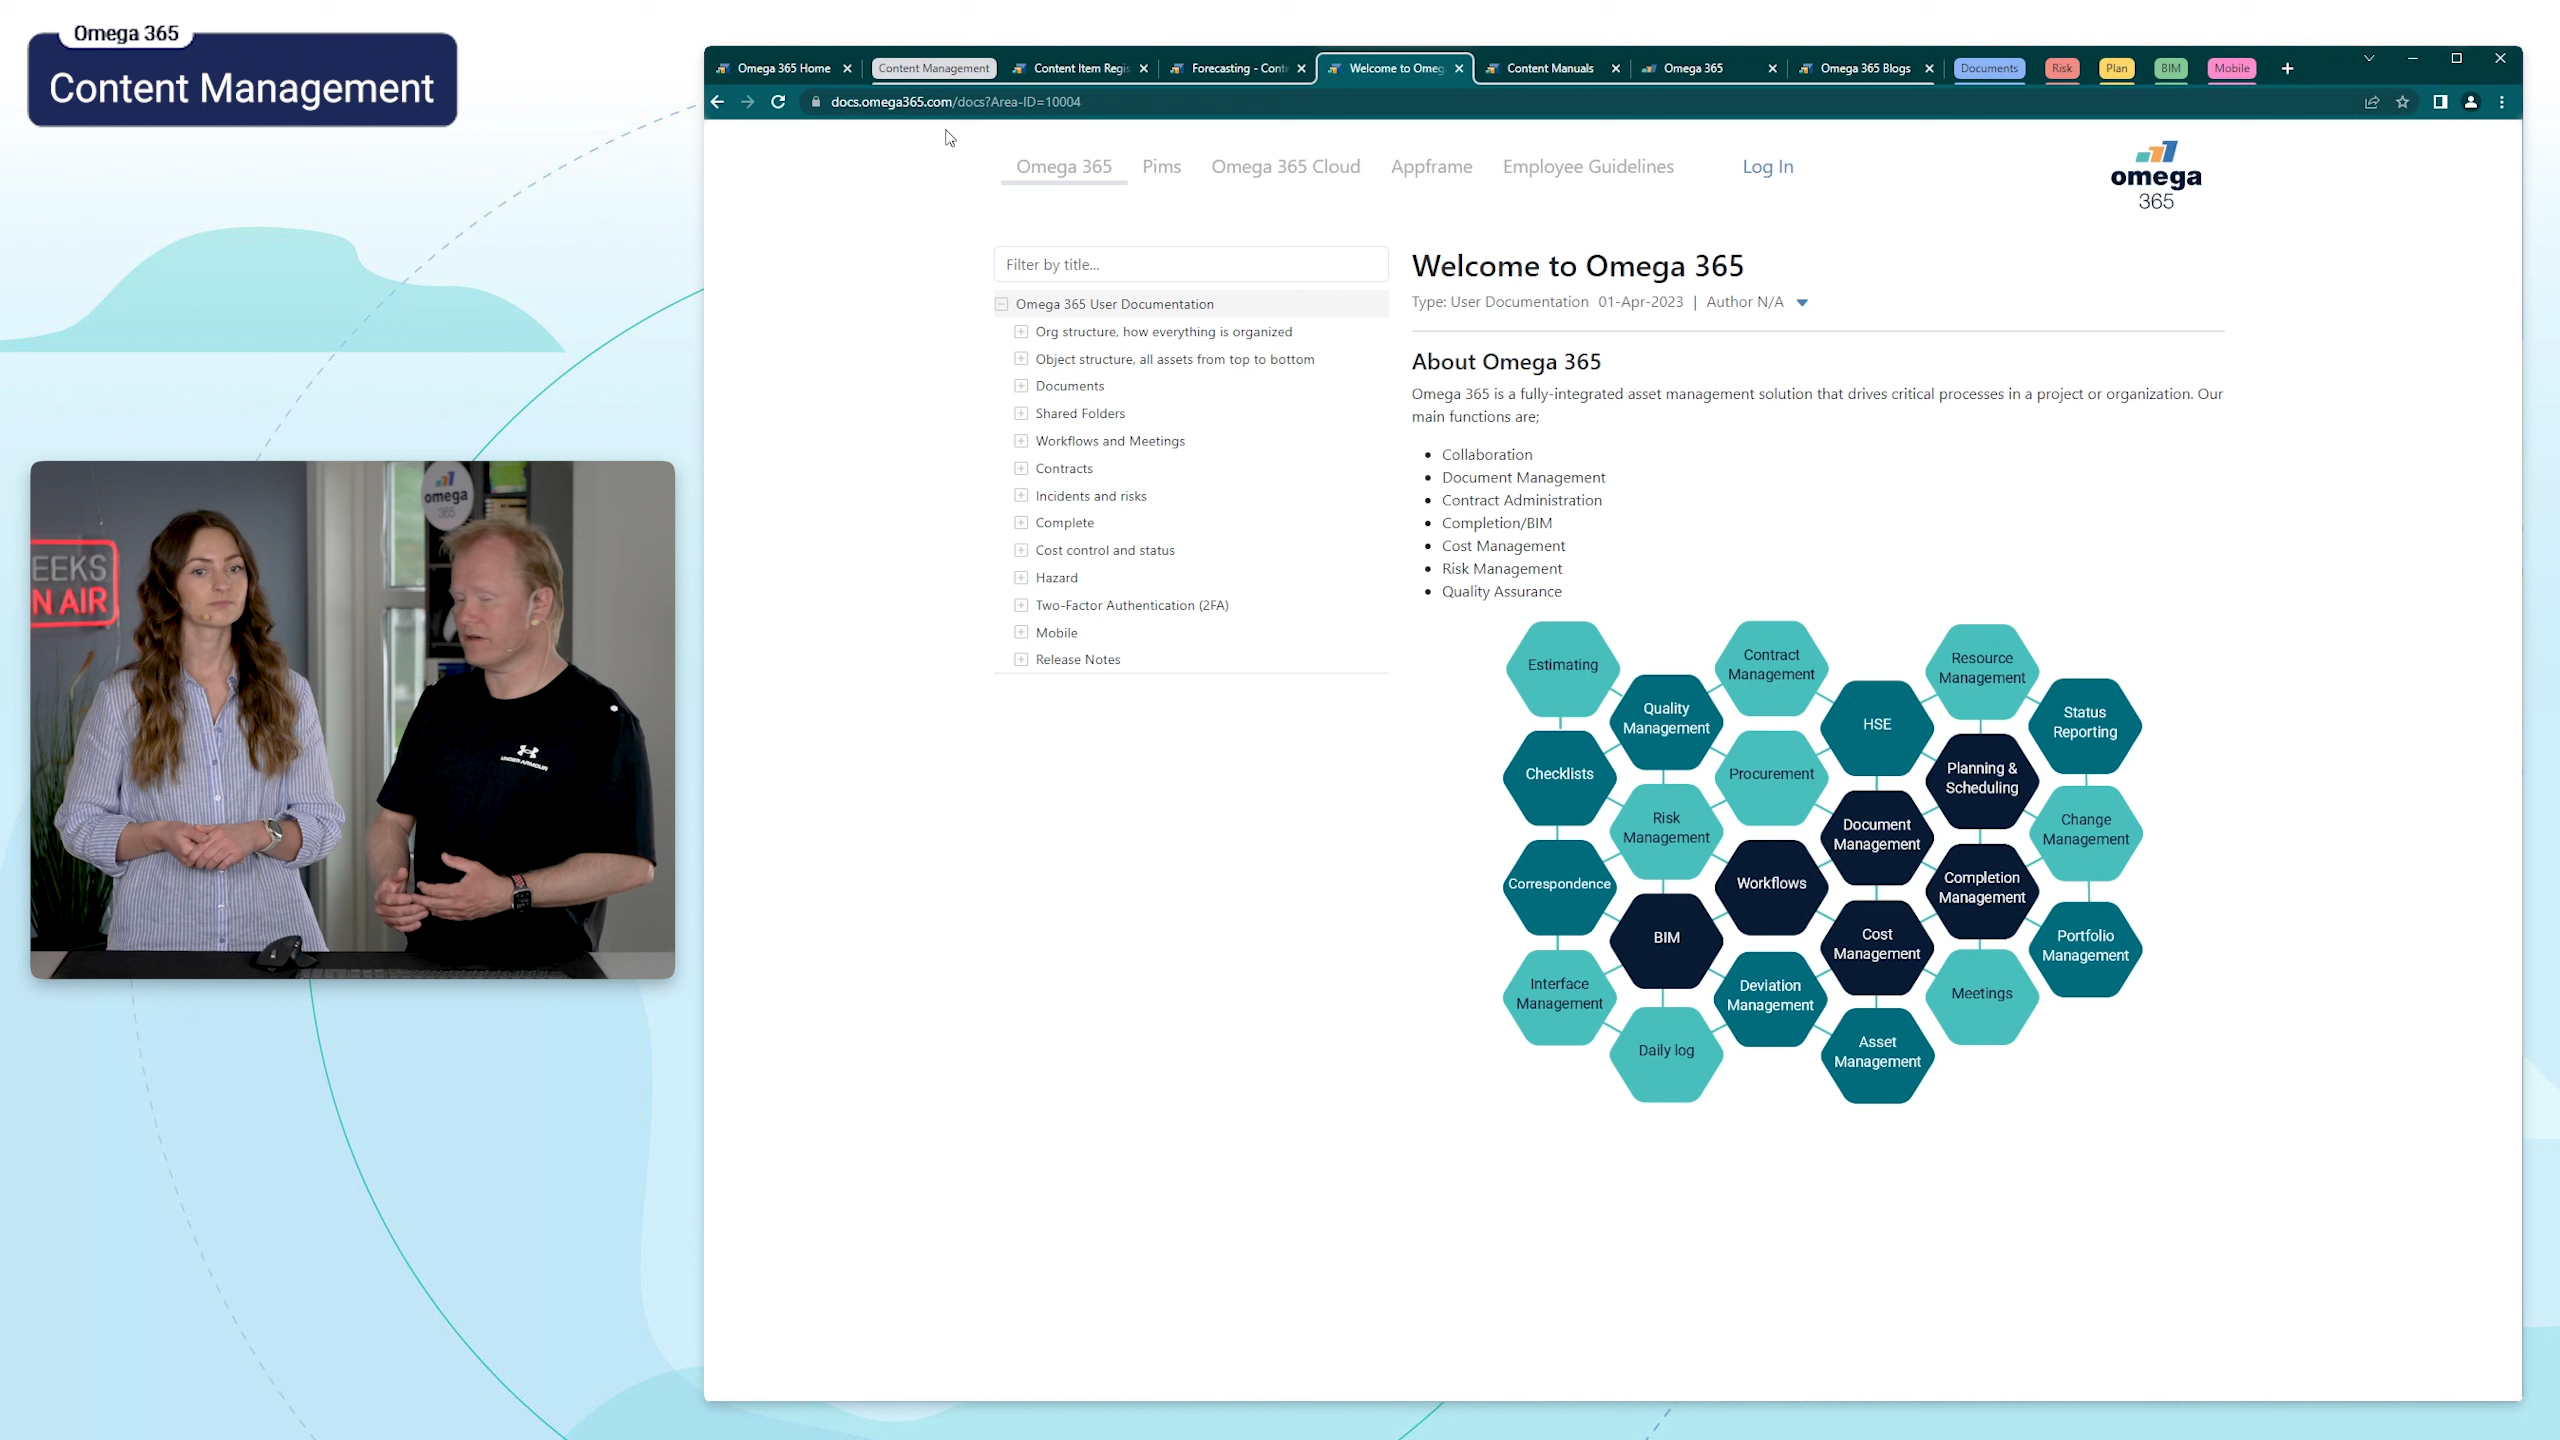 Omega 365
Content Management
Omega 365 Home
Content Management
Content Item Regis
Forecasting - Conte
Welcome to Omeg
Content Manuals
Omega 365
Omega 365 Blogs
Documents
Risk
Plan
BIM
Mobile
docs.omega365.com/docs?Area-ID=10004
Omega 365
Pims
Omega 365 Cloud
Appframe
Employee Guidelines
Log In
omega
365
Filter by title...
Omega 365 User Documentation
Org structure, how everything is organized
Object structure, all assets from top to bottom
Documents
Shared Folders
Workflows and Meetings
Contracts
Incidents and risks
Complete
Cost control and status
Hazard
Two-Factor Authentication (2FA)
Mobile
Release Notes
Welcome to Omega 365
Type: User Documentation 01-Apr-2023 | Author N/A
About Omega 365
Omega 365 is a fully-integrated asset management solution that drives critical processes in a project or organization. Our
main functions are;
Collaboration
Document Management
Contract Administration
Completion/BIM
Cost Management
Risk Management
Quality Assurance
Estimating
Contract
Management
Resource
Management
Quality
Management
HSE
Status
Reporting
Checklists
Procurement
Planning &
Scheduling
Risk
Management
Document
Management
Change
Management
Correspondence
Workflows
Completion
Management
BIM
Cost
Management
Portfolio
Management
Interface
Management
Deviation
Management
Meetings
Daily log
Asset
Management
omega
365
EEKS
N AIR
UNDER ARMOUR